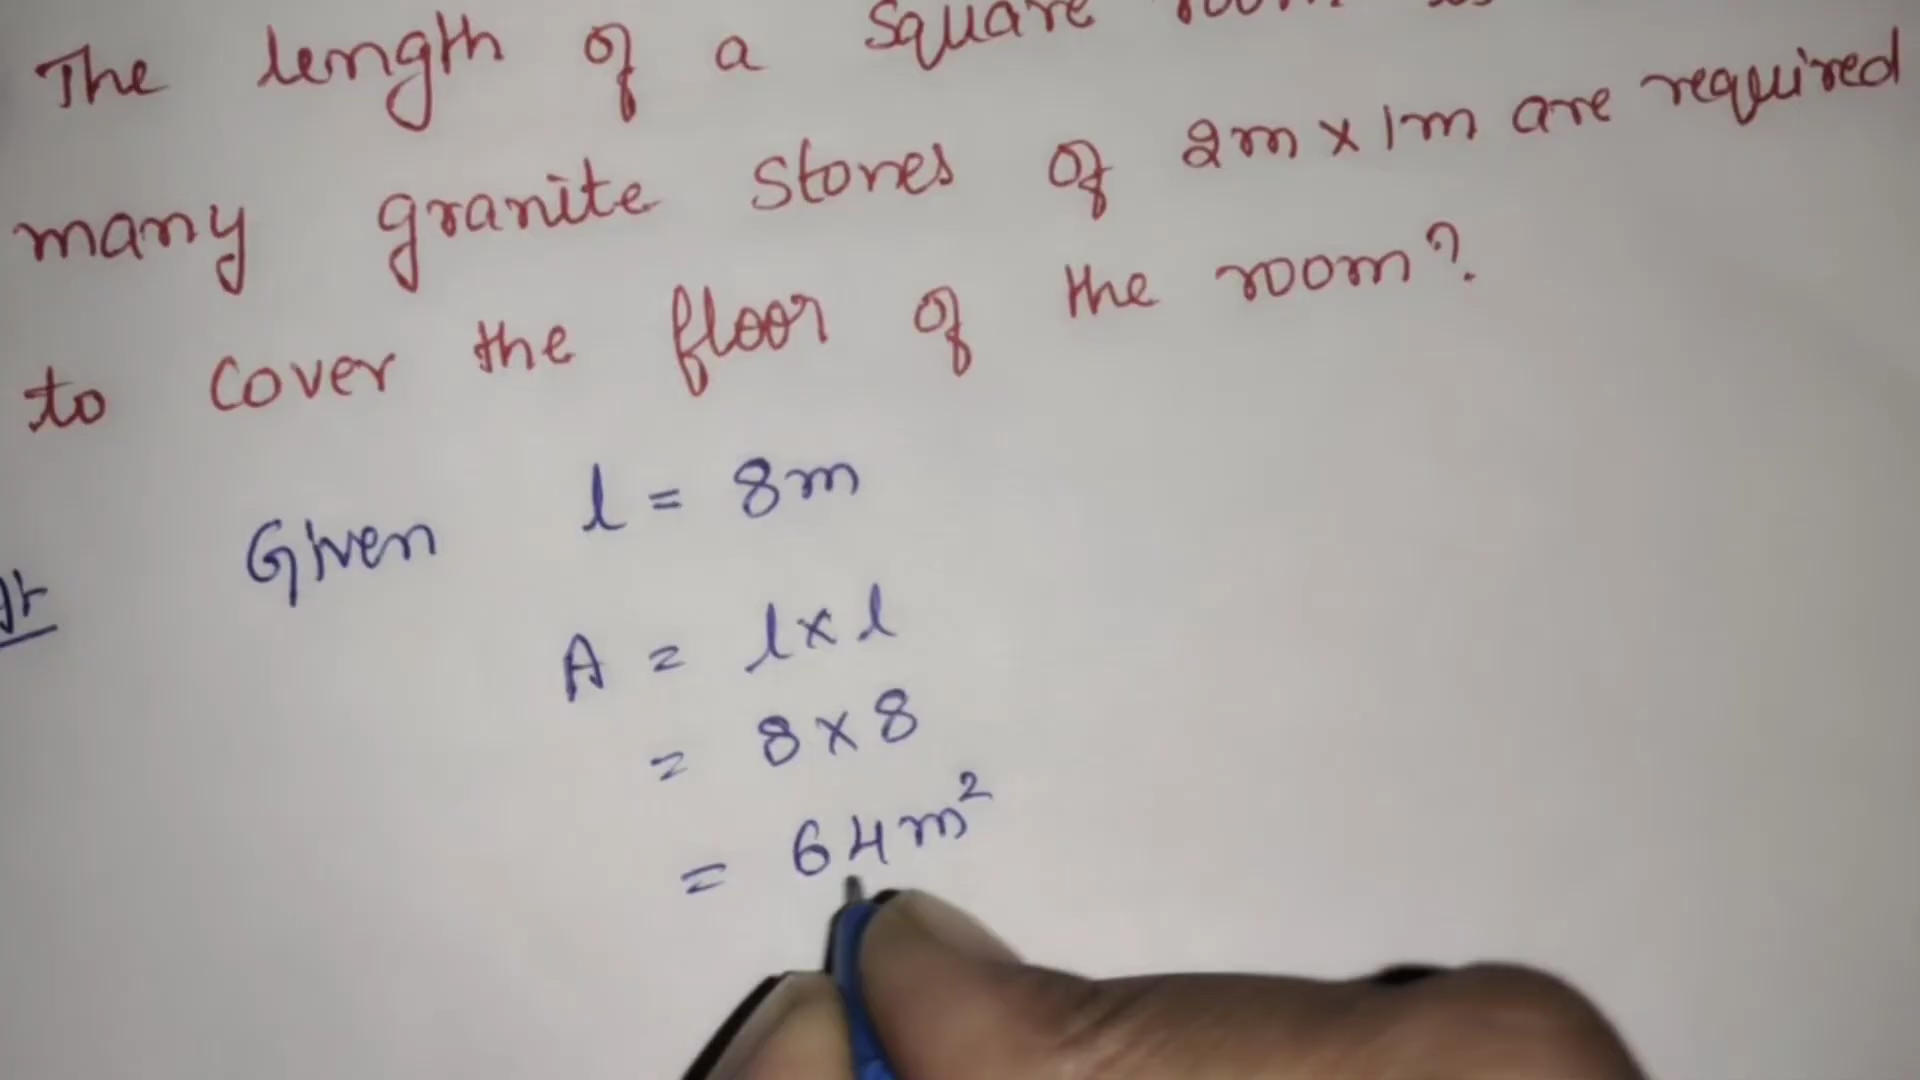 The length of a square room
many granite stones of 2m x 1m are required
to cover the floor of the room?
Given l = 8m
A = l x l
= 8 x 8
= 64m²